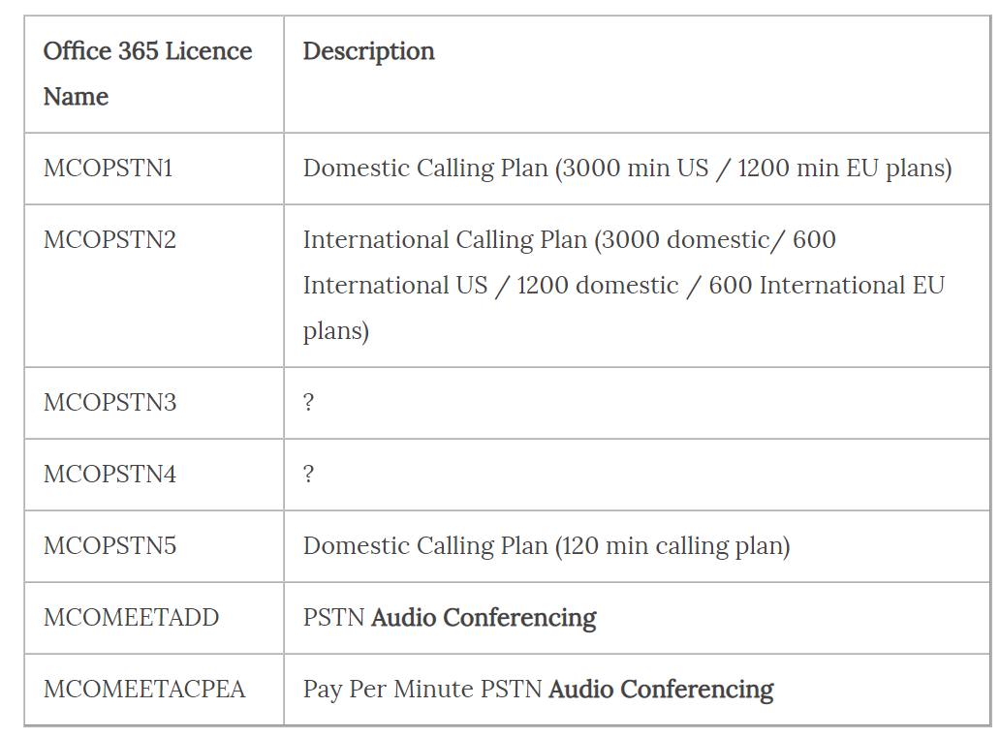 Office 365 Licence
Name
Description
MCOPSTN1
Domestic Calling Plan (3000 min US / 1200 min EU plans)
MCOPSTN2
International Calling Plan (3000 domestic/ 600
International US / 1200 domestic / 600 International EU
plans)
MCOPSTN3
?
MCOPSTN4
?
MCOPSTN5
Domestic Calling Plan (120 min calling plan)
MCOMEETADD
PSTN Audio Conferencing
MCOMEETACPEA
Pay Per Minute PSTN Audio Conferencing